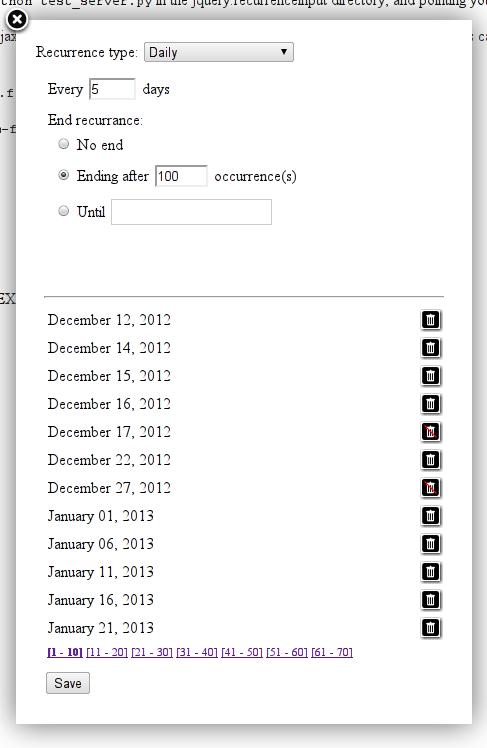 thon test_server.py in the jquery.recurrenceinput directory, and pointing you
jax
ca
Recurrence type: Daily
Every 5 days
.f
End recurrance:
-f
No end
Ending after 100 occurrence(s)
Until
EX
December 12, 2012
December 14, 2012
December 15, 2012
December 16, 2012
December 17, 2012
December 22, 2012
December 27, 2012
January 01, 2013
January 06, 2013
January 11, 2013
January 16, 2013
January 21, 2013
[1 - 10] [11 - 20] [21 - 30] [31 - 40] [41 - 50] [51 - 60] [61 - 70]
Save